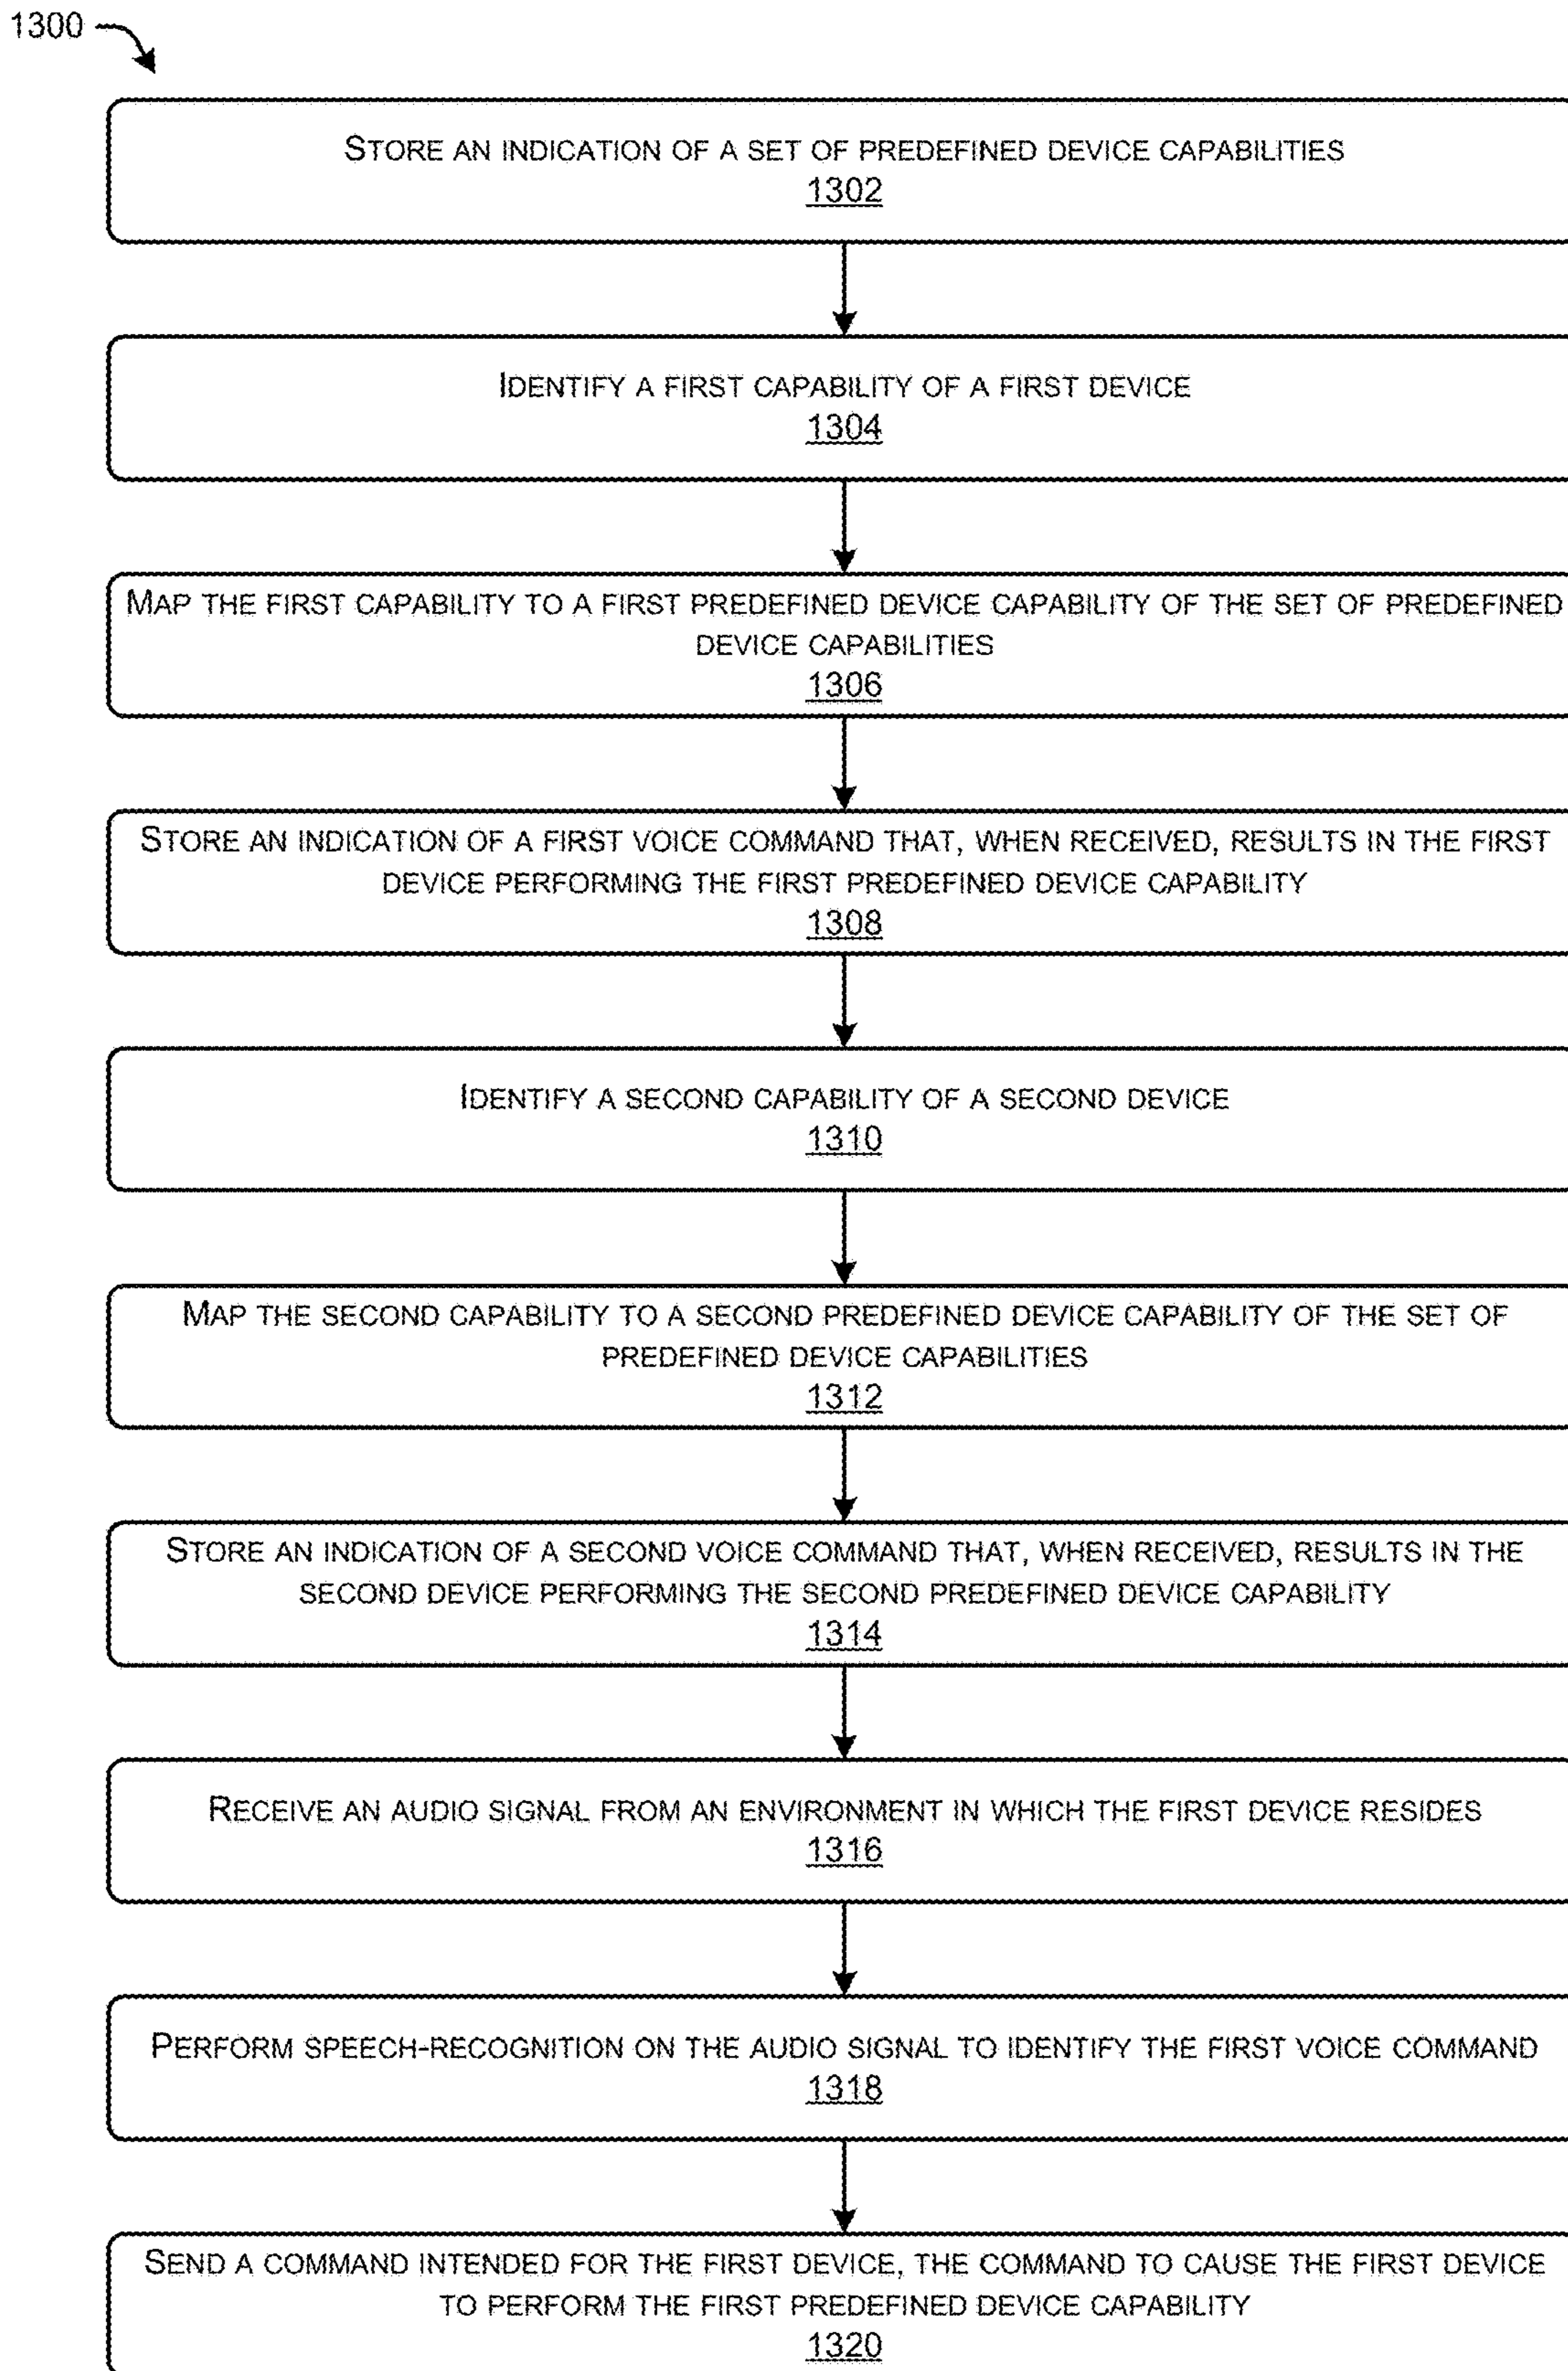 1300
STORE AN INDICATION OF A SET OF PREDEFINED DEVICE CAPABILITIES
1302
IDENTIFY A FIRST CAPABILITY OF A FIRST DEVICE
1304
MAP THE FIRST CAPABILITY TO A FIRST PREDEFINED DEVICE CAPABILITY OF THE SET OF PREDEFINED
DEVICE CAPABILITIES
1306
STORE AN INDICATION OF A FIRST VOICE COMMAND THAT, WHEN RECEIVED, RESULTS IN THE FIRST
DEVICE PERFORMING THE FIRST PREDEFINED DEVICE CAPABILITY
1308
IDENTIFY A SECOND CAPABILITY OF A SECOND DEVICE
1310
MAP THE SECOND CAPABILITY TO A SECOND PREDEFINED DEVICE CAPABILITY OF THE SET OF
PREDEFINED DEVICE CAPABILITIES
1312
STORE AN INDICATION OF A SECOND VOICE COMMAND THAT, WHEN RECEIVED, RESULTS IN THE
SECOND DEVICE PERFORMING THE SECOND PREDEFINED DEVICE CAPABILITY
1314
RECEIVE AN AUDIO SIGNAL FROM AN ENVIRONMENT IN WHICH THE FIRST DEVICE RESIDES
1316
PERFORM SPEECH-RECOGNITION ON THE AUDIO SIGNAL TO IDENTIFY THE FIRST VOICE COMMAND
1318
SEND A COMMAND INTENDED FOR THE FIRST DEVICE, THE COMMAND TO CAUSE THE FIRST DEVICE
TO PERFORM THE FIRST PREDEFINED DEVICE CAPABILITY
1320